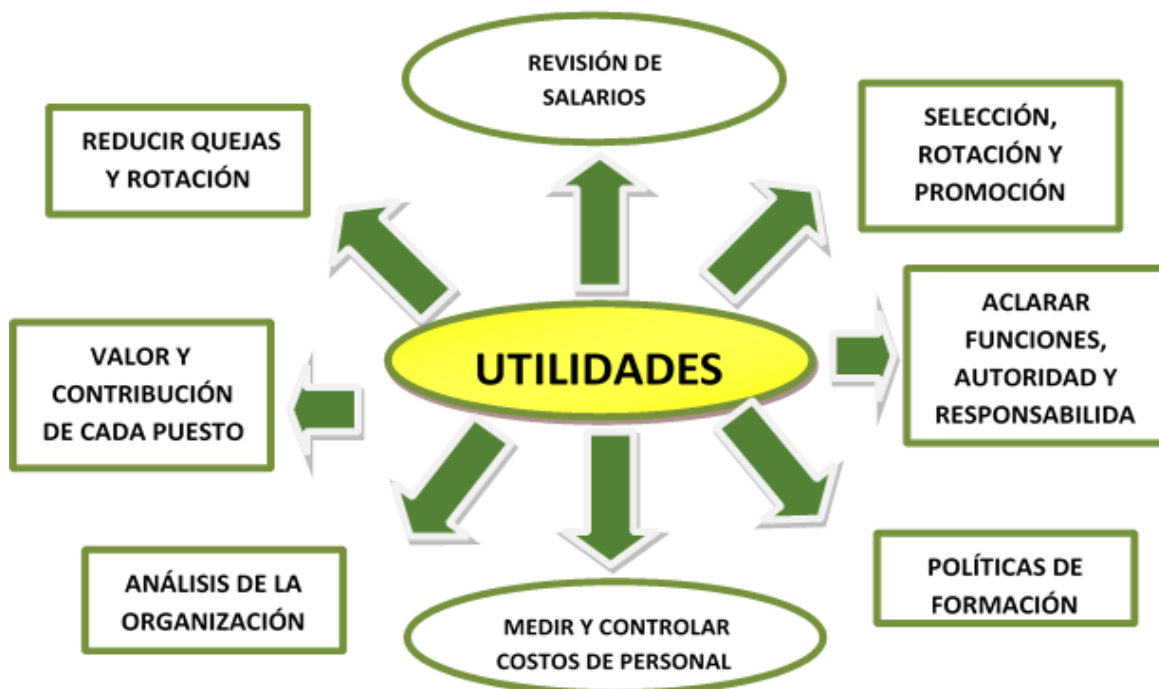 REVISIÓN DE
SALARIOS
REDUCIR QUEJAS
Y ROTACIÓN
SELECCIÓN,
ROTACIÓN Y
PROMOCIÓN
UTILIDADES
VALOR Y
CONTRIBUCIÓN
DE CADA PUESTO
ACLARAR
FUNCIONES,
AUTORIDAD Y
RESPONSABILIDA
ANÁLISIS DE LA
ORGANIZACIÓN
MEDIR Y CONTROLAR
COSTOS DE PERSONAL
POLÍTICAS DE
FORMACIÓN